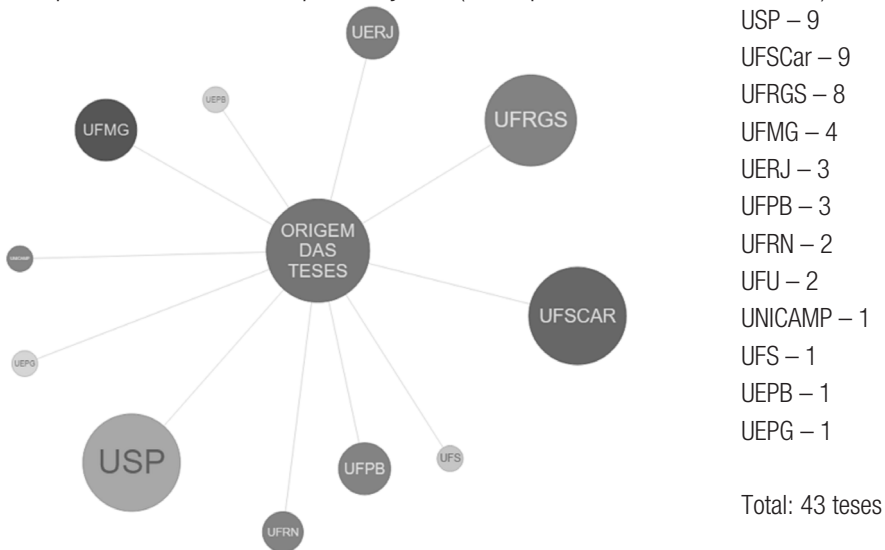 UERJ
UEPB
UFMG
UFRGS
ORIGEM
DAS
TESES
UNICAMP
UFSCAR
UEPG
USP
UFPB
UFS
UFRN
USP – 9
UFSCar – 9
UFRGS – 8
UFMG – 4
UERJ – 3
UFPB – 3
UFRN – 2
UFU – 2
UNICAMP – 1
UFS – 1
UEPB – 1
UEPG – 1
Total: 43 teses